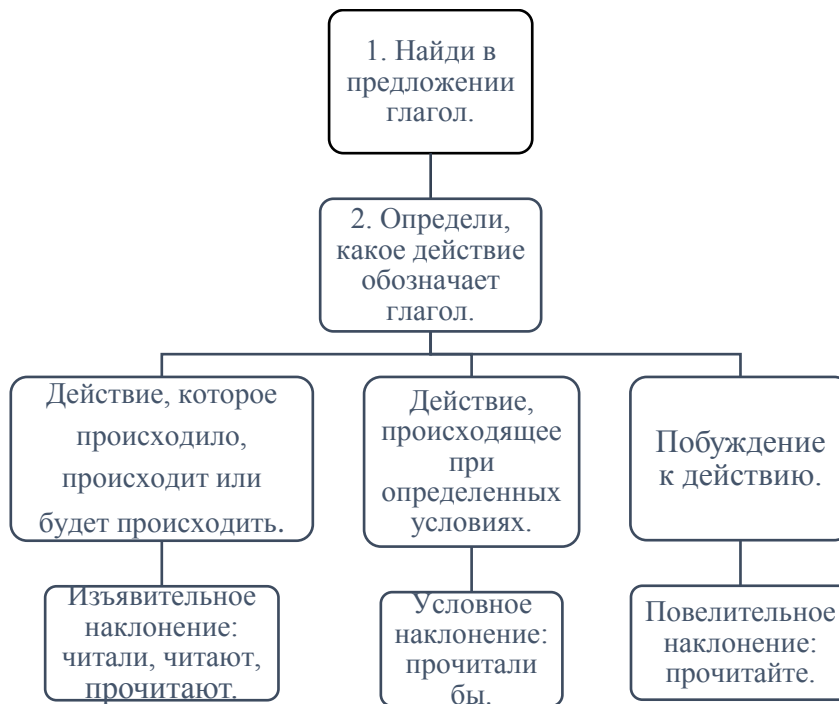 1. Найди в
предложении
глагол.
2. Определи,
какое действие
обозначает
глагол.
Действие, которое
происходило,
происходит или
будет происходить.
Действие,
происходящее
при
определенных
условиях.
Побуждение
к действию.
Изъявительное
наклонение:
читали, читают,
прочитают.
Условное
наклонение:
прочитали
бы.
Повелительное
наклонение:
прочитайте.